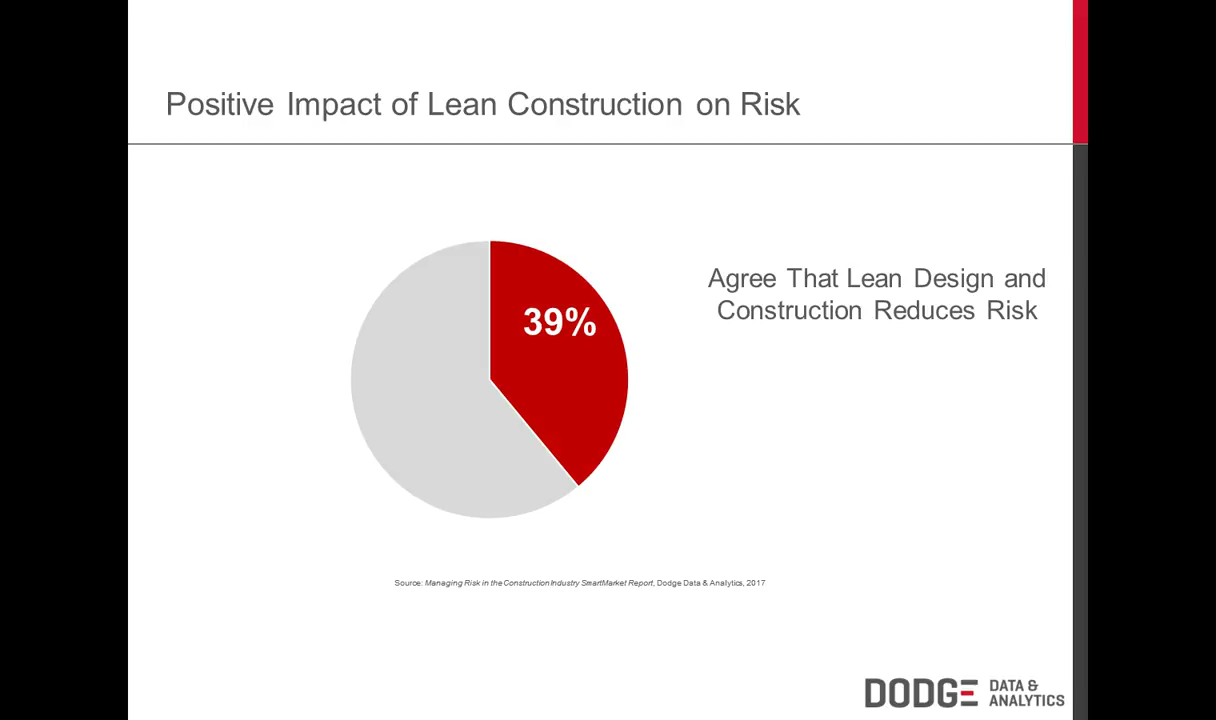 Positive Impact of Lean Construction on Risk
39%
Agree That Lean Design and
Construction Reduces Risk
Source: Managing Risk in the Construction Industry SmartMarket Report, Dodge Data & Analytics, 2017
DODGE DATA &
ANALYTICS